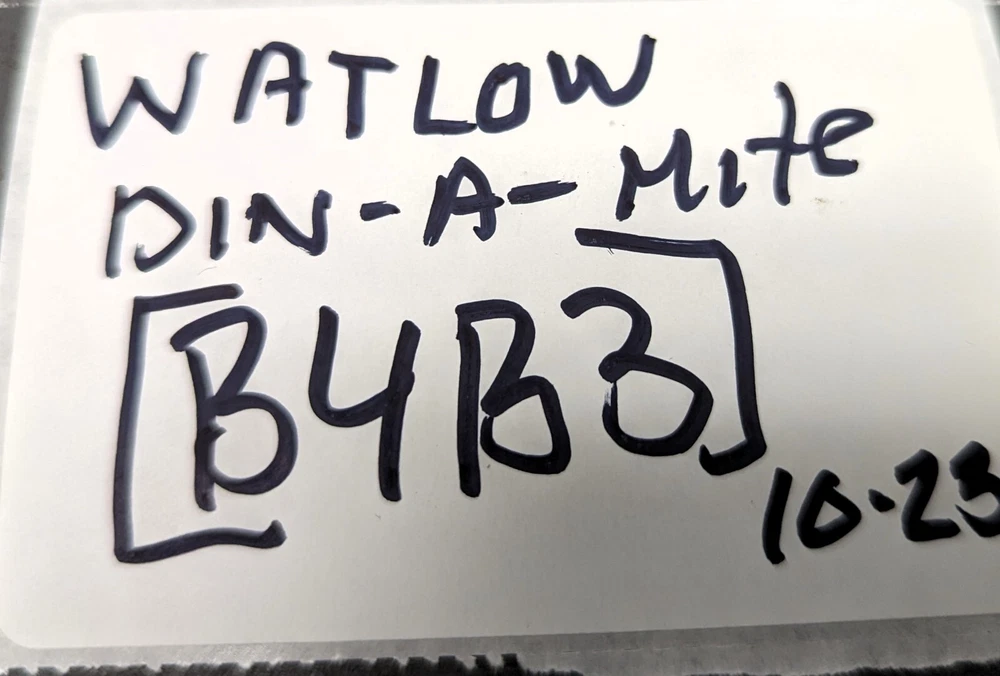 WATLOW
DIN-A-Mite
[B4B3]
10-23